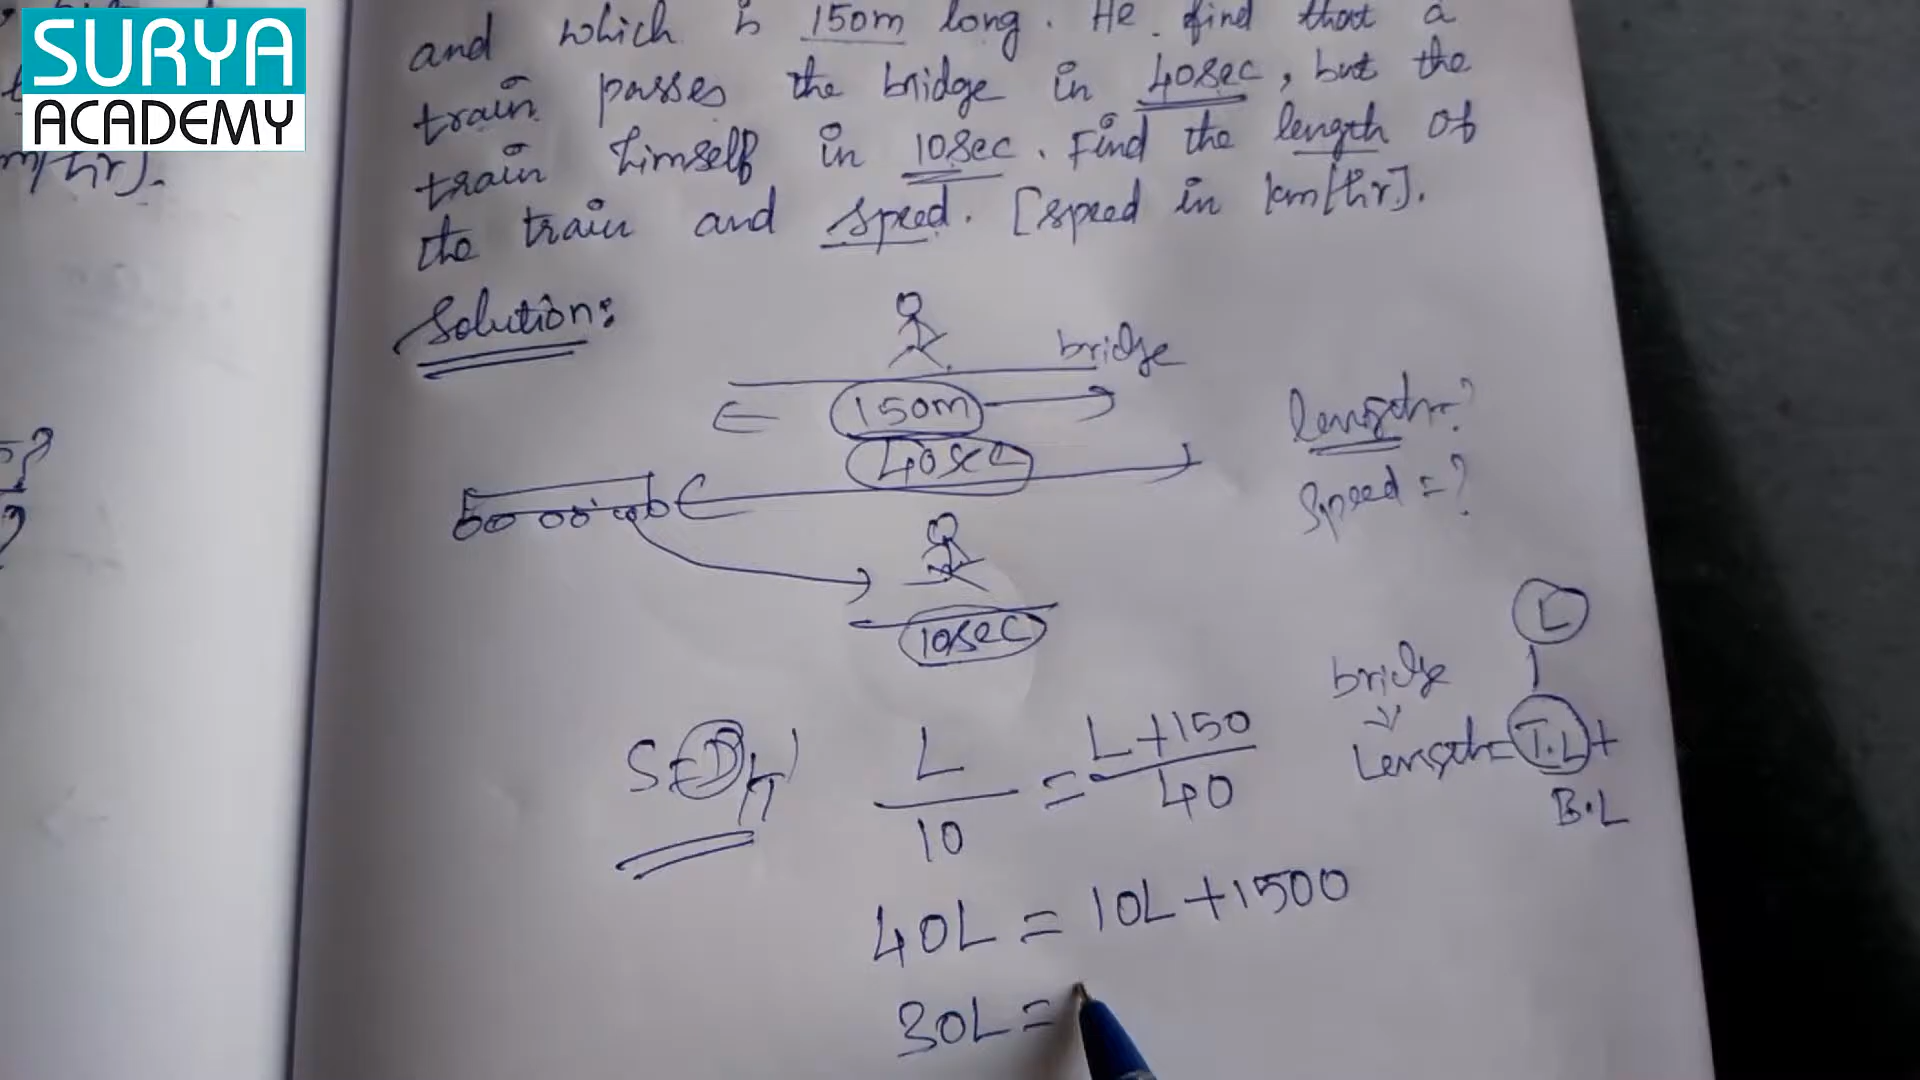 SURYA
ACADEMY
m/hr).
and which is 150m long. He find that a
train passes the bridge in 40sec, but the
train himself in 10sec. Find the length of
the train and speed. [speed in km/hr].
Solution:
bridge
150m
40sec
length=?
Speed=?
10sec
L
bridge
Length=T.L+
B.L
S=D/T
L/10 = L+150/40
40L = 10L+1500
30L=